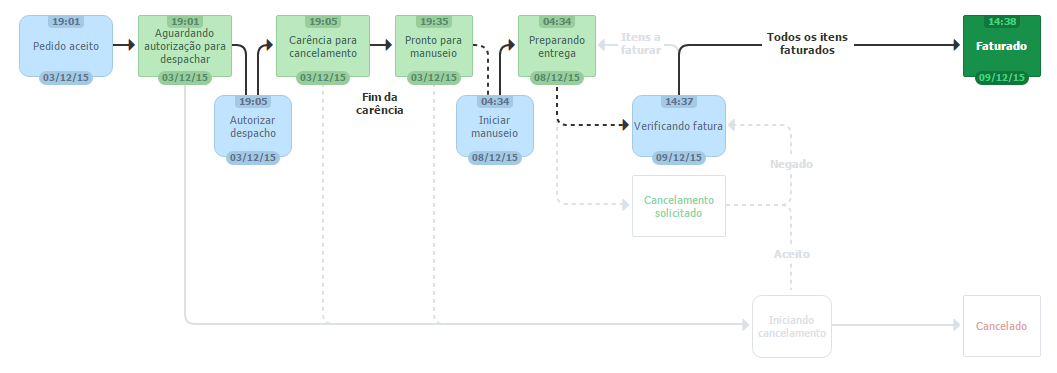 19:01
Pedido aceito
03/12/15
19:01
Aguardando
autorização para
despachar
03/12/15
19:05
Carência para
cancelamento
03/12/15
19:35
Pronto para
manuseio
03/12/15
04:34
Preparando
entrega
08/12/15
Itens a
faturar
Todos os itens
faturados
14:38
Faturado
09/12/15
19:05
Autorizar
despacho
03/12/15
Fim da
carência
04:34
Iniciar
manuseio
08/12/15
14:37
Verificando fatura
09/12/15
Negado
Cancelamento
solicitado
Aceito
Iniciando
cancelamento
Cancelado